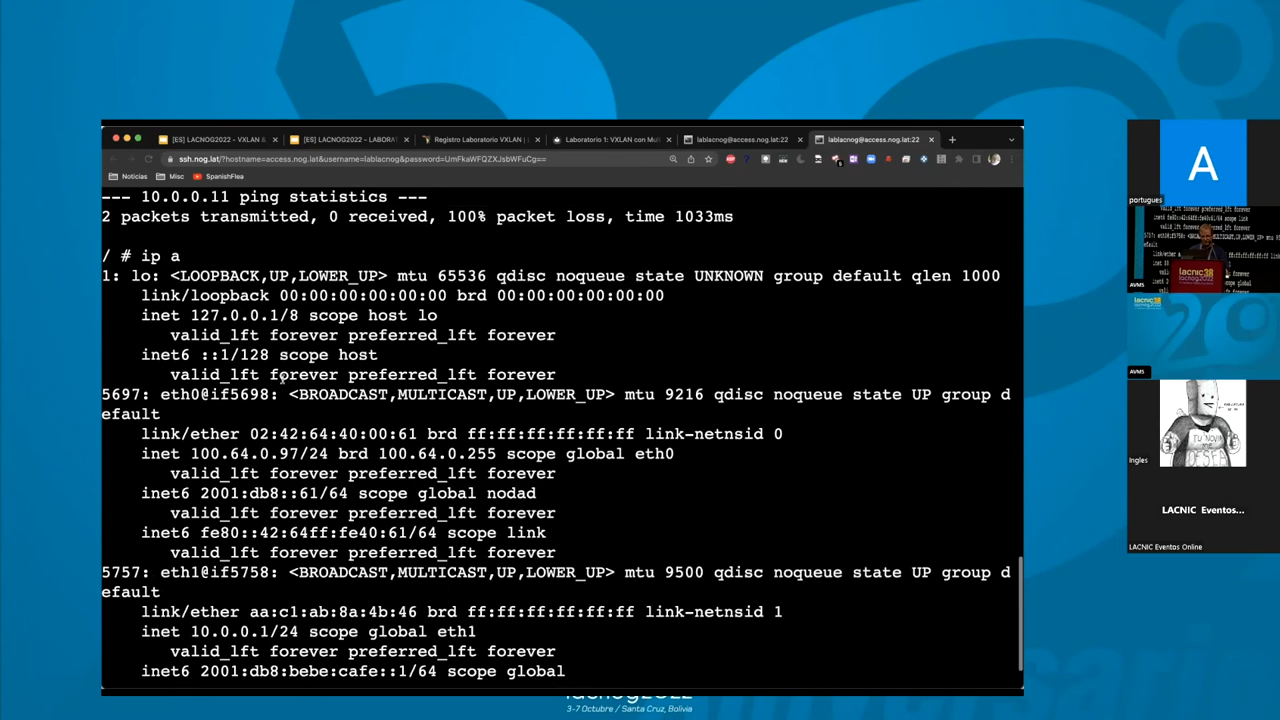 [ES] LACNOG2022 - VXLAN &
[ES] LACNOG2022 - LABORAT
Registro Laboratorio VXLAN |
Laboratorio 1: VXLAN con Mul
lablacnog@access.nog.lat:22
lablacnog@access.nog.lat:22
ssh.nog.lat/?hostname=access.nog.lat&username=lablacnog&password=UmFkaWFQZXJsbWFuCg==
Noticias
Misc
SpanishFlea
--- 10.0.0.11 ping statistics ---
2 packets transmitted, 0 received, 100% packet loss, time 1033ms
/ # ip a
1: lo: <LOOPBACK,UP,LOWER_UP> mtu 65536 qdisc noqueue state UNKNOWN group default qlen 1000
link/loopback 00:00:00:00:00:00 brd 00:00:00:00:00:00
inet 127.0.0.1/8 scope host lo
valid_lft forever preferred_lft forever
inet6 ::1/128 scope host
valid_lft forever preferred_lft forever
5697: eth0@if5698: <BROADCAST,MULTICAST,UP,LOWER_UP> mtu 9216 qdisc noqueue state UP group d
efault
link/ether 02:42:64:40:00:61 brd ff:ff:ff:ff:ff:ff link-netnsid 0
inet 100.64.0.97/24 brd 100.64.0.255 scope global eth0
valid_lft forever preferred_lft forever
inet6 2001:db8::61/64 scope global nodad
valid_lft forever preferred_lft forever
inet6 fe80::42:64ff:fe40:61/64 scope link
valid_lft forever preferred_lft forever
5757: eth1@if5758: <BROADCAST,MULTICAST,UP,LOWER_UP> mtu 9500 qdisc noqueue state UP group d
efault
link/ether aa:c1:ab:8a:4b:46 brd ff:ff:ff:ff:ff:ff link-netnsid 1
inet 10.0.0.1/24 scope global eth1
valid_lft forever preferred_lft forever
inet6 2001:db8:bebe:cafe::1/64 scope global
lacnog2022
3-7 Octubre / Santa Cruz, Bolivia
A
portugues
lacnic38
lacnog2022
AVMS
AVMS
TU NOVIA
ME
DESEA
Ingles
LACNIC Eventos...
LACNIC Eventos Online